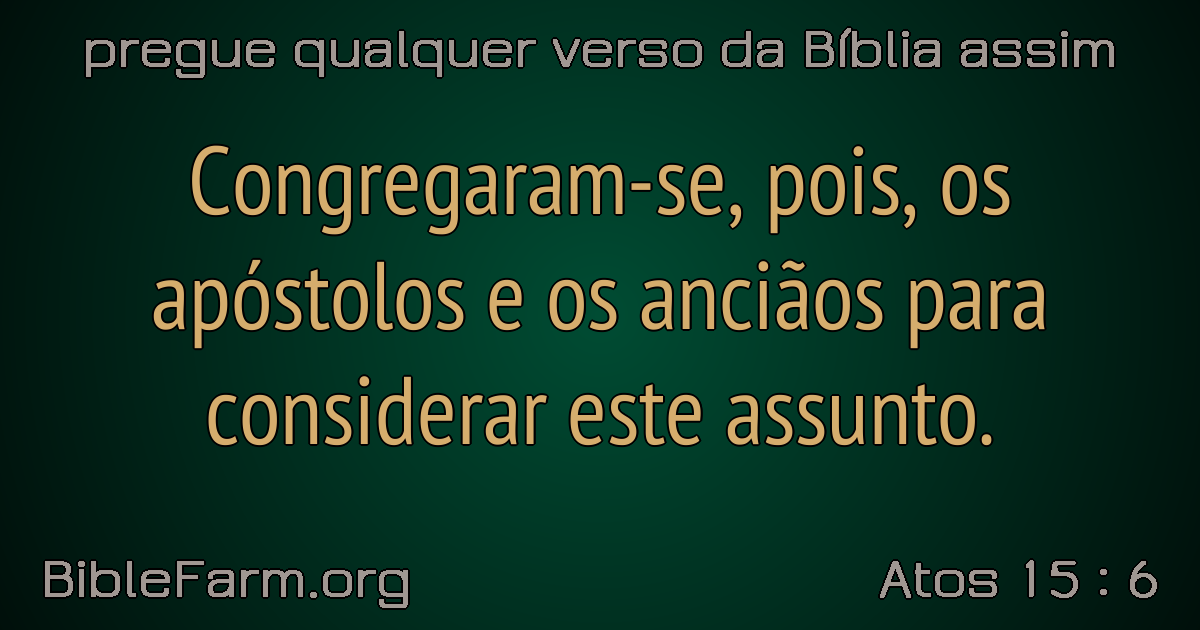 pregue qualquer verso da Bíblia assim
Congregaram-se, pois, os
apóstolos e os anciãos para
considerar este assunto.
BibleFarm.org
Atos 15 : 6